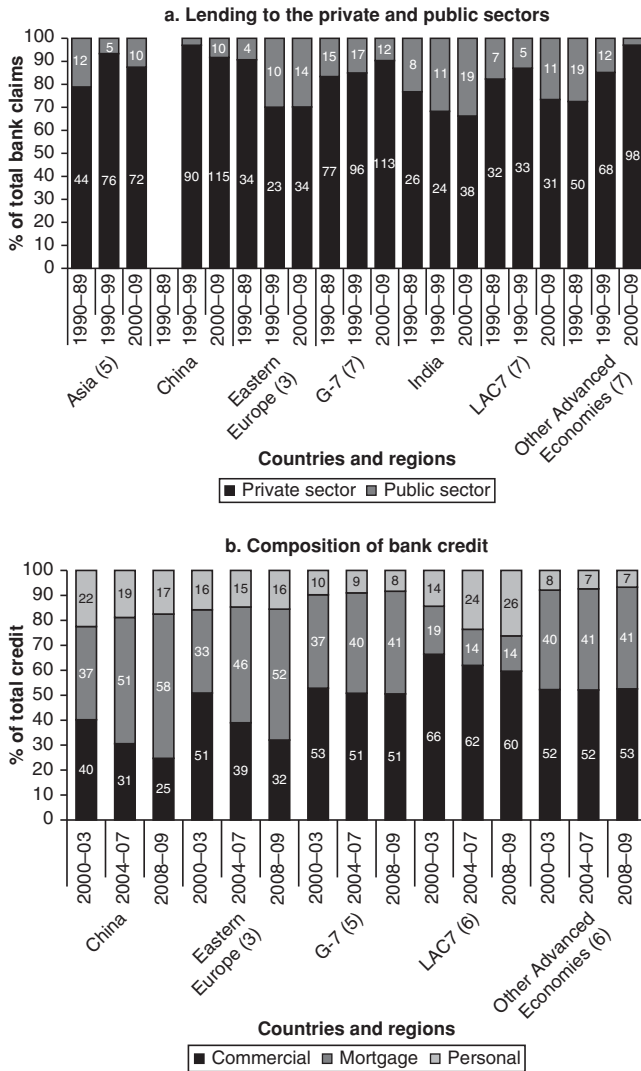 a. Lending to the private and public sectors
% of total bank claims
100
90
80
70
60
50
40
30
20
10
0
12 5 10 10 4 10 14 15 17 12 8 11 19 7 5 11 19 12
44 76 72 90 115 34 23 34 77 96 113 26 24 38 32 33 31 50 68 98
1990–89 1990–99 2000–09 1990–89 1990–99 2000–09 1990–89 1990–99 2000–09 1990–89 1990–99 2000–09 1990–89 1990–99 2000–09 1990–89 1990–99 2000–09 1990–89 1990–99 2000–09
Asia (5)
China
Eastern
Europe (3)
G-7 (7)
India
LAC7 (7)
Other Advanced
Economies (7)
Countries and regions
Private sector Public sector
b. Composition of bank credit
% of total credit
100
90
80
70
60
50
40
30
20
10
0
22 19 17 16 15 16 10 9 8 14 24 26 8 7 7
37 51 58 33 46 52 37 40 41 19 14 14 40 41 41
40 31 25 51 39 32 53 51 51 66 62 60 52 52 53
2000–03 2004–07 2008–09 2000–03 2004–07 2008–09 2000–03 2004–07 2008–09 2000–03 2004–07 2008–09 2000–03 2004–07 2008–09
China
Eastern
Europe (3)
G-7 (5)
LAC7 (6)
Other Advanced
Economies (6)
Countries and regions
Commercial Mortgage Personal